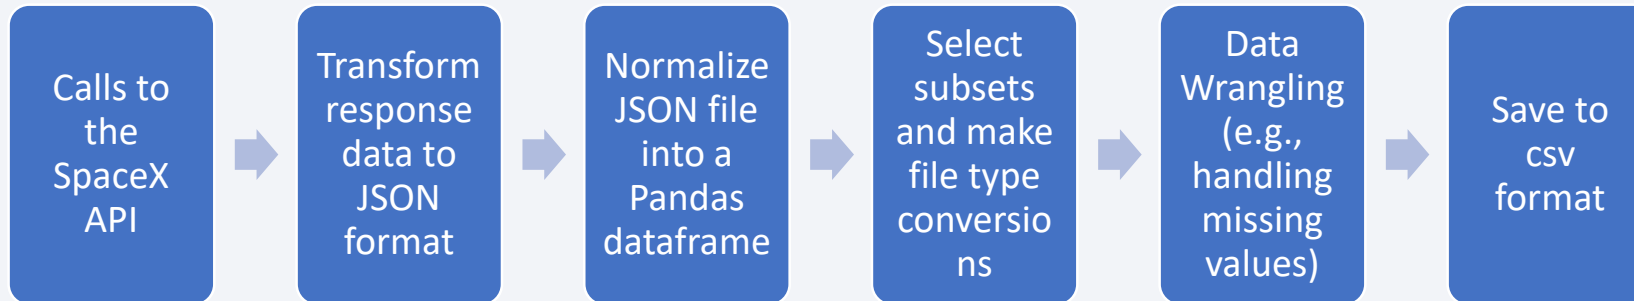 Calls to
the
SpaceX
API
Transform
response
data to
JSON
format
Normalize
JSON file
into a
Pandas
dataframe
Select
subsets
and make
file type
conversio
ns
Data
Wrangling
(e.g.,
handling
missing
values)
Save to
csv
format